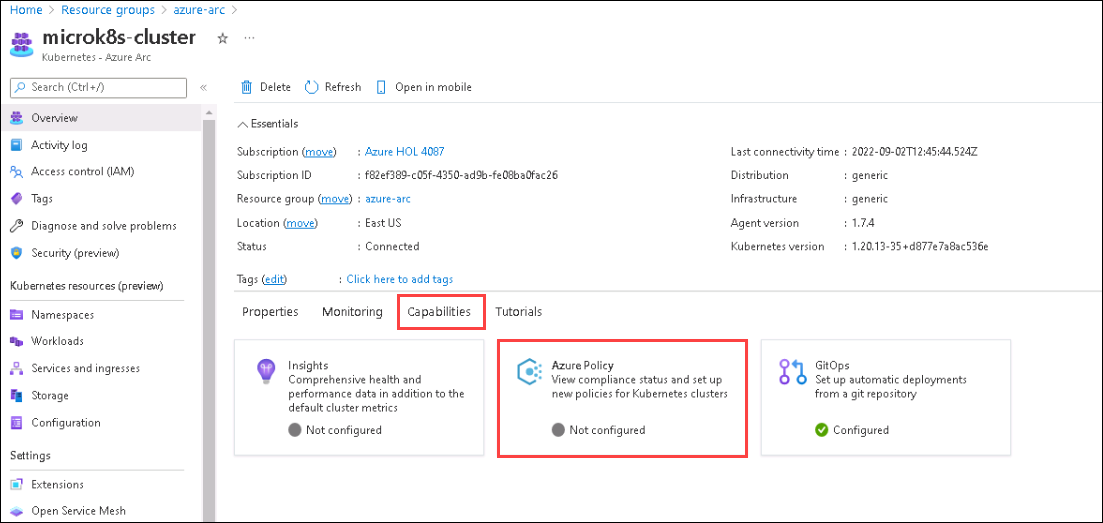 Home > Resource groups > azure-arc >
microk8s-cluster
Kubernetes - Azure Arc
Search (Ctrl+/)
Overview
Activity log
Access control (IAM)
Tags
Diagnose and solve problems
Security (preview)
Kubernetes resources (preview)
Namespaces
Workloads
Services and ingresses
Storage
Configuration
Settings
Extensions
Open Service Mesh
Delete Refresh Open in mobile
Essentials
Subscription (move) : Azure HOL 4087
Subscription ID : f82ef389-c05f-4350-ad9b-fe08ba0fac26
Resource group (move) : azure-arc
Location (move) : East US
Status : Connected
Last connectivity time : 2022-09-02T12:45:44.524Z
Distribution : generic
Infrastructure : generic
Agent version : 1.7.4
Kubernetes version : 1.20.13-35+d877e7a8ac536e
Tags (edit) : Click here to add tags
Properties Monitoring Capabilities Tutorials
Insights
Comprehensive health and
performance data in addition to the
default cluster metrics
Not configured
Azure Policy
View compliance status and set up
new policies for Kubernetes clusters
Not configured
GitOps
Set up automatic deployments
from a git repository
Configured